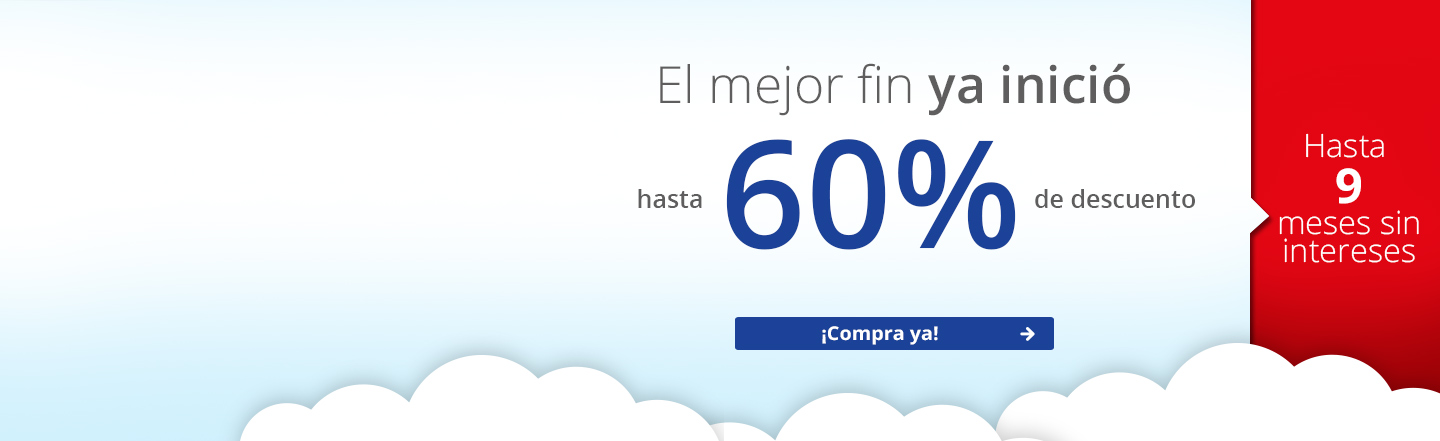 El mejor fin ya inició
hasta 60% de descuento
¡Compra ya!
Hasta
9
meses sin
intereses